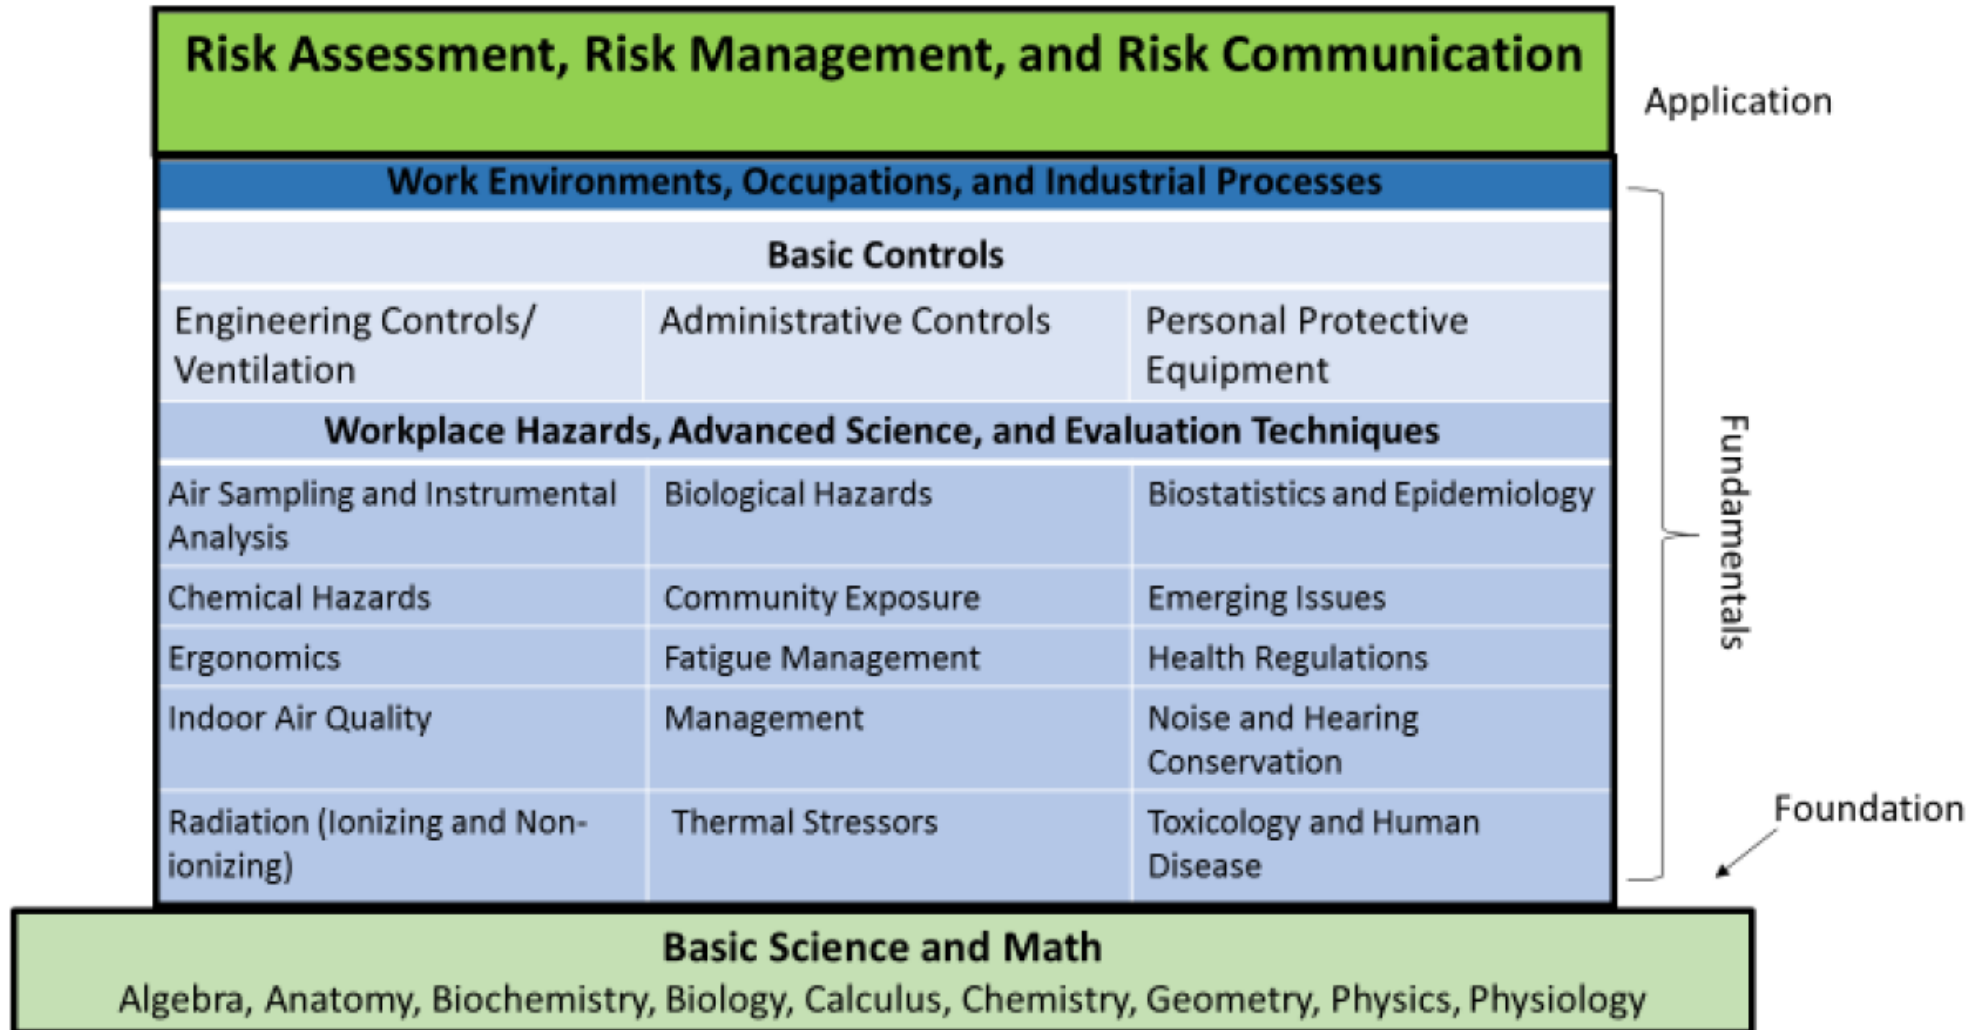 Risk Assessment, Risk Management, and Risk Communication
Application
Work Environments, Occupations, and Industrial Processes
Basic Controls
Engineering Controls/
Ventilation
Administrative Controls
Personal Protective
Equipment
Workplace Hazards, Advanced Science, and Evaluation Techniques
Air Sampling and Instrumental
Analysis
Biological Hazards
Biostatistics and Epidemiology
Chemical Hazards
Community Exposure
Emerging Issues
Ergonomics
Fatigue Management
Health Regulations
Indoor Air Quality
Management
Noise and Hearing
Conservation
Radiation (Ionizing and Non-
ionizing)
Thermal Stressors
Toxicology and Human
Disease
Fundamentals
Foundation
Basic Science and Math
Algebra, Anatomy, Biochemistry, Biology, Calculus, Chemistry, Geometry, Physics, Physiology